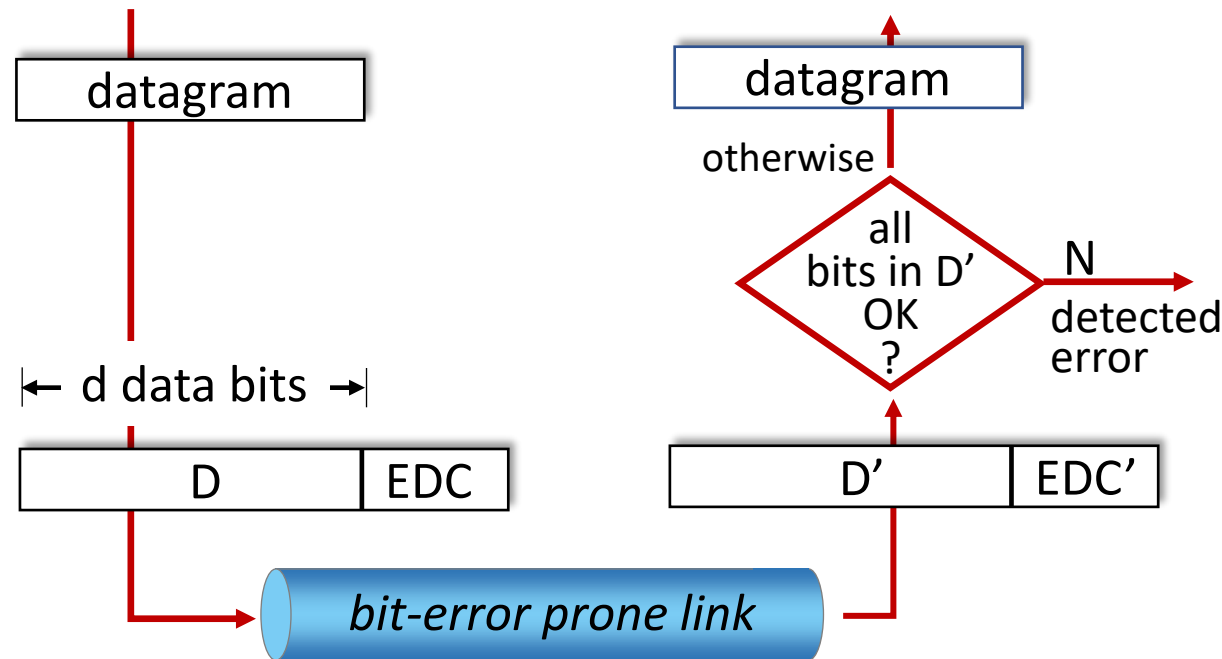 datagram
d data bits
D
EDC
bit-error prone link
datagram
otherwise
all
bits in D’
OK
?
N
detected
error
D’
EDC’